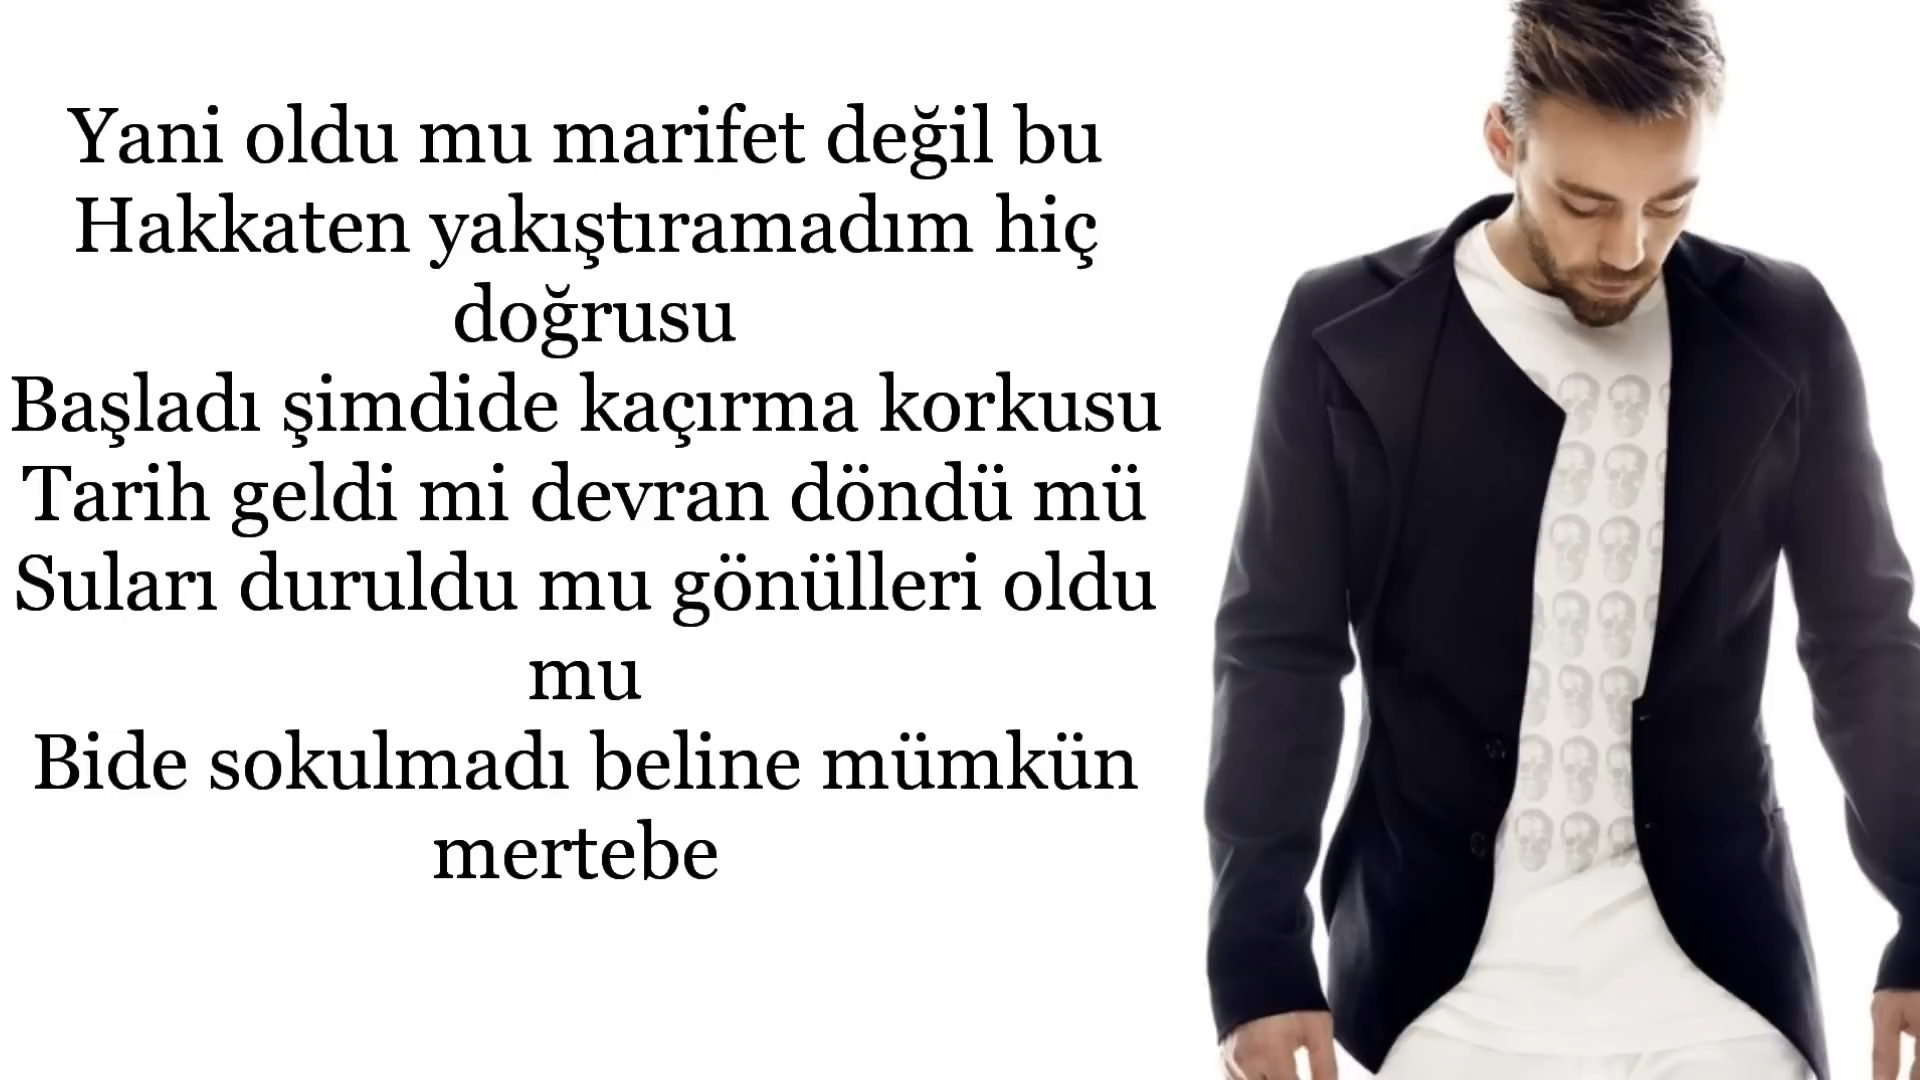 Yani oldu mu marifet değil bu
Hakkaten yakıştıramadım hiç
doğrusu
Başladı şimdide kaçırma korkusu
Tarih geldi mi devran döndü mü
Suları duruldu mu gönülleri oldu
mu
Bide sokulmadı beline mümkün
mertebe